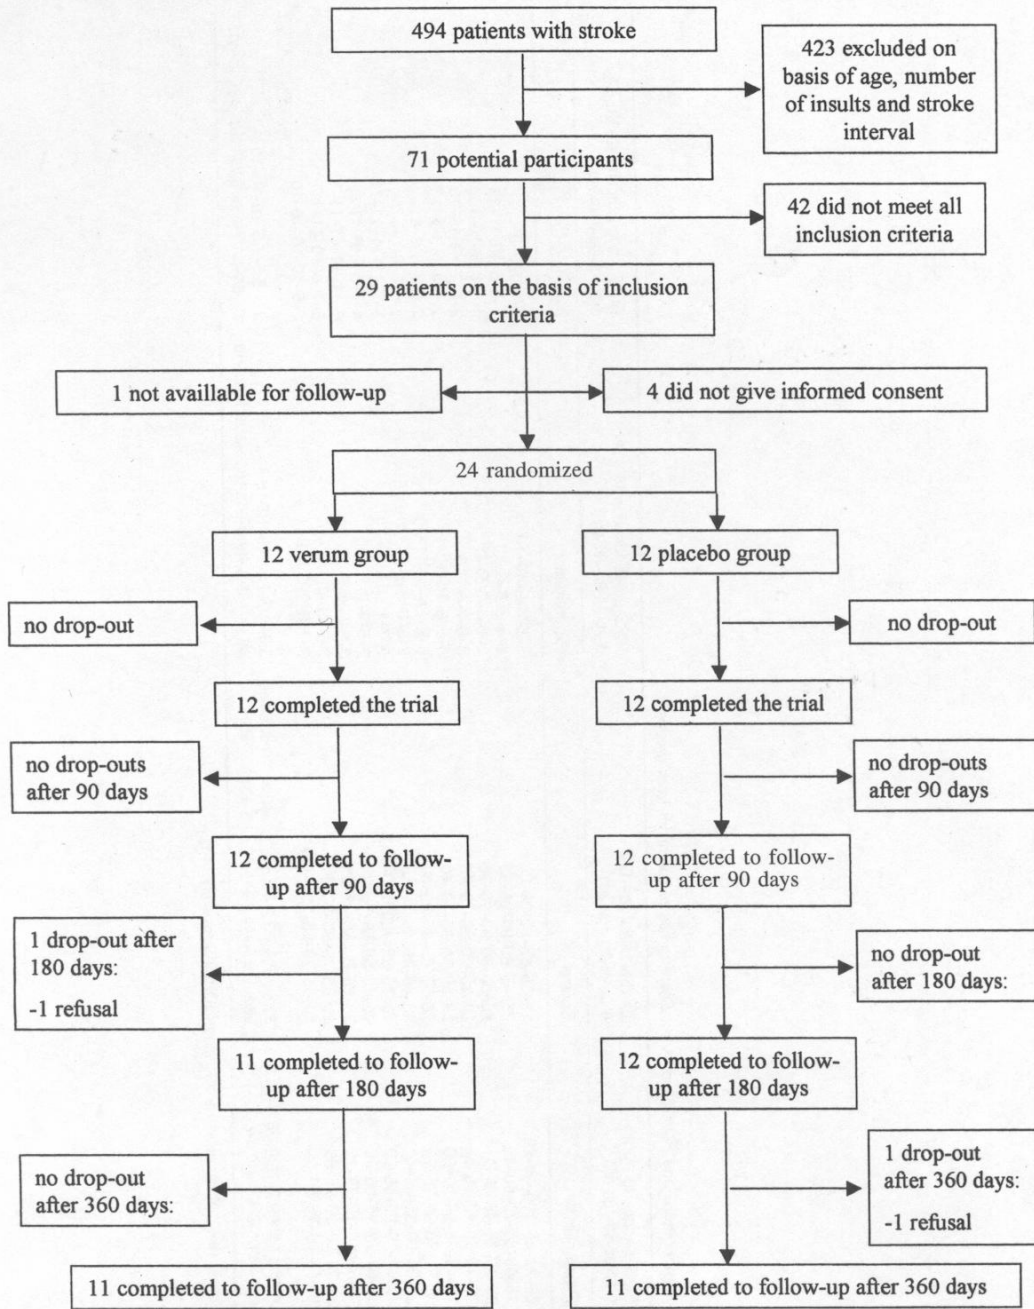 494 patients with stroke
423 excluded on
basis of age, number
of insults and stroke
interval
71 potential participants
42 did not meet all
inclusion criteria
29 patients on the basis of inclusion
criteria
1 not availlable for follow-up
4 did not give informed consent
24 randomized
12 verum group
12 placebo group
no drop-out
no drop-out
12 completed the trial
12 completed the trial
no drop-outs
after 90 days
no drop-outs
after 90 days
12 completed to follow-
up after 90 days
12 completed to follow-
up after 90 days
1 drop-out after
180 days:
-1 refusal
no drop-out
after 180 days:
11 completed to follow-
up after 180 days
12 completed to follow-
up after 180 days
no drop-out
after 360 days:
1 drop-out
after 360 days:
-1 refusal
11 completed to follow-up after 360 days
11 completed to follow-up after 360 days